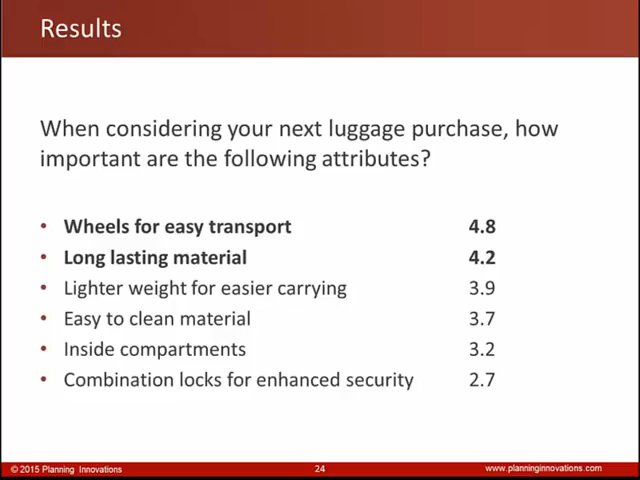 Results
When considering your next luggage purchase, how
important are the following attributes?
• Wheels for easy transport 4.8
• Long lasting material 4.2
• Lighter weight for easier carrying 3.9
• Easy to clean material 3.7
• Inside compartments 3.2
• Combination locks for enhanced security 2.7
© 2015 Planning Innovations 24 www.planninginnovations.com